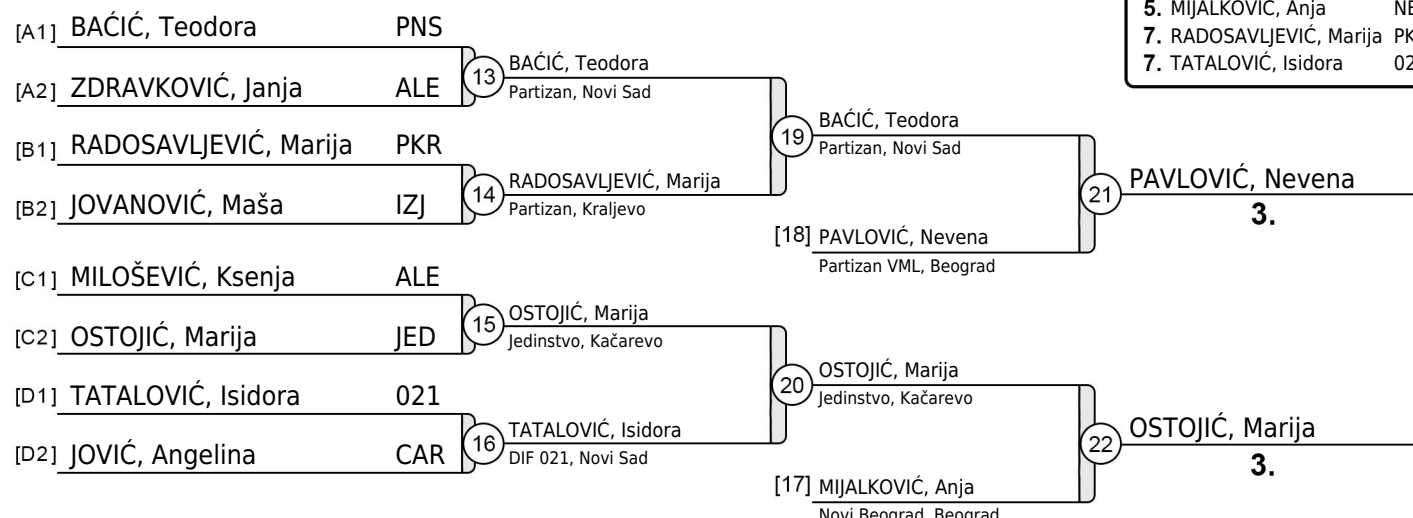 [A1] BAĆIĆ, Teodora PNS
[A2] ZDRAVKOVIĆ, Janja ALE
13 BAĆIĆ, Teodora
Partizan, Novi Sad
[B1] RADOSAVLJEVIĆ, Marija PKR
[B2] JOVANOVIĆ, Maša IZJ
14 RADOSAVLJEVIĆ, Marija
Partizan, Kraljevo
[C1] MILOŠEVIĆ, Ksenja ALE
[C2] OSTOJIĆ, Marija JED
15 OSTOJIĆ, Marija
Jedinstvo, Kačarevo
[D1] TATALOVIĆ, Isidora 021
[D2] JOVIĆ, Angelina CAR
16 TATALOVIĆ, Isidora
DIF 021, Novi Sad
19 BAĆIĆ, Teodora
Partizan, Novi Sad
[18] PAVLOVIĆ, Nevena
Partizan VML, Beograd
20 OSTOJIĆ, Marija
Jedinstvo, Kačarevo
[17] MIJALKOVIĆ, Anja
Novi Beograd, Beograd
21 PAVLOVIĆ, Nevena
3.
22 OSTOJIĆ, Marija
3.
5. MIJALKOVIĆ, Anja
7. RADOSAVLJEVIĆ, Marija
7. TATALOVIĆ, Isidora